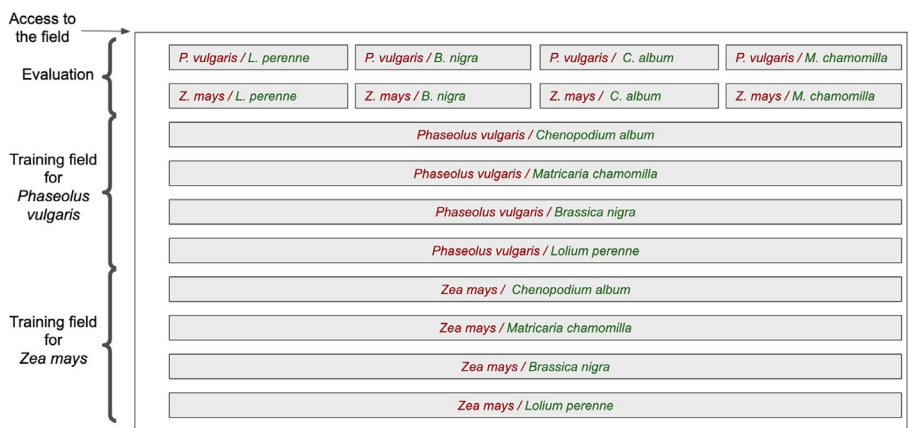 Access to
the field
Evaluation
P. vulgaris / L. perenne
P. vulgaris / B. nigra
P. vulgaris / C. album
P. vulgaris / M. chamomilla
Z. mays / L. perenne
Z. mays / B. nigra
Z. mays / C. album
Z. mays / M. chamomilla
Training field
for
Phaseolus
vulgaris
Phaseolus vulgaris / Chenopodium album
Phaseolus vulgaris / Matricaria chamomilla
Phaseolus vulgaris / Brassica nigra
Phaseolus vulgaris / Lolium perenne
Training field
for
Zea mays
Zea mays / Chenopodium album
Zea mays / Matricaria chamomilla
Zea mays / Brassica nigra
Zea mays / Lolium perenne